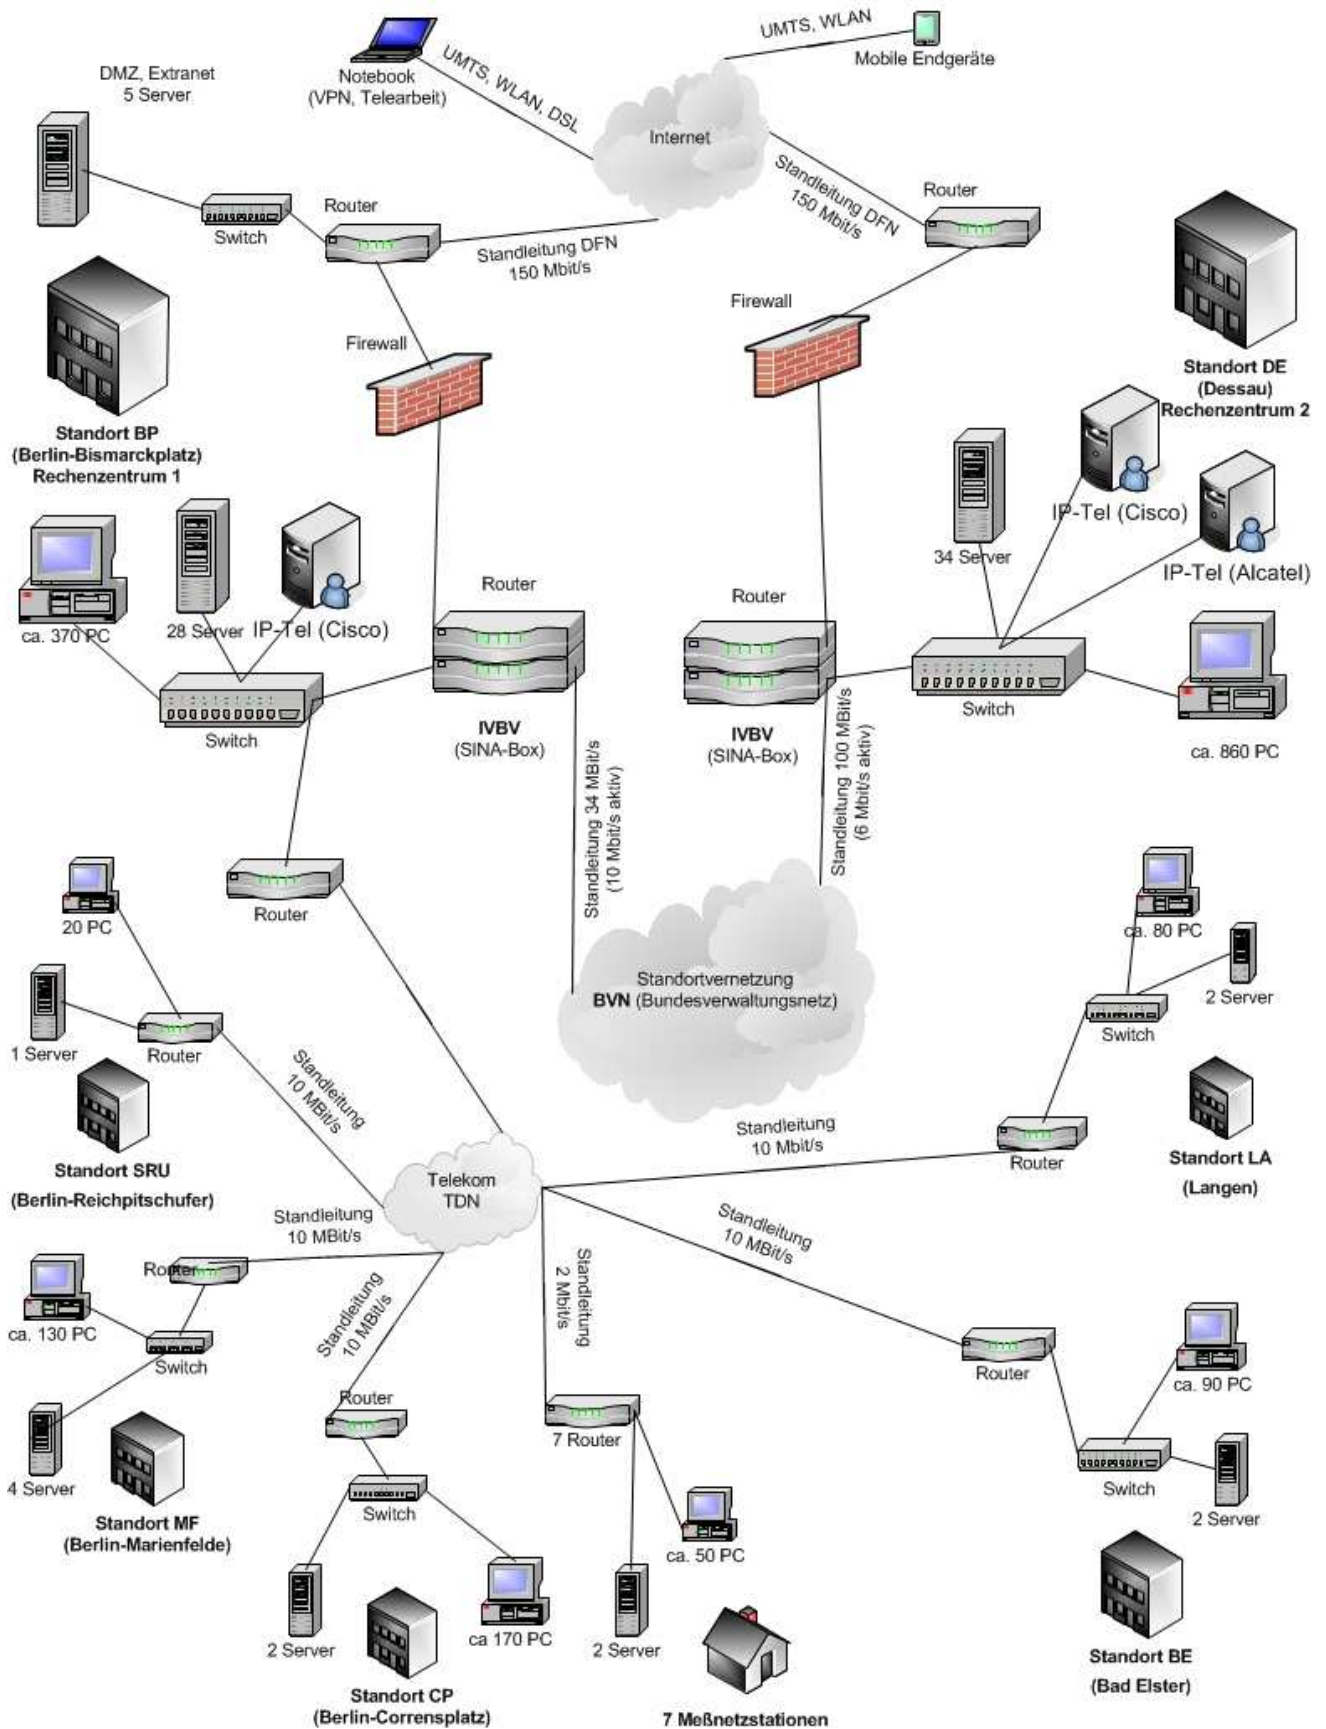 UMTS, WLAN
Mobile Endgeräte
DMZ, Extranet
5 Server
Notebook
(VPN, Telearbeit)
UMTS, WLAN, DSL
Internet
Switch
Router
Standleitung DFN
150 Mbit/s
Standleitung DFN
150 Mbit/s
Router
Firewall
Firewall
Standort BP
(Berlin-Bismarckplatz)
Rechenzentrum 1
Standort DE
(Dessau)
Rechenzentrum 2
ca. 370 PC
28 Server
IP-Tel (Cisco)
Switch
Router
IVBV
(SINA-Box)
Router
IVBV
(SINA-Box)
34 Server
IP-Tel (Cisco)
IP-Tel (Alcatel)
Switch
ca. 860 PC
Standleitung 34 MBit/s
(10 Mbit/s aktiv)
Standleitung 100 MBit/s
(6 Mbit/s aktiv)
Router
20 PC
1 Server
Router
Standort SRU
(Berlin-Reichpitschufer)
Standleitung
10 MBit/s
Standortvernetzung
BVN (Bundesverwaltungsnetz)
ca. 80 PC
2 Server
Switch
Router
Standort LA
(Langen)
Standleitung
10 Mbit/s
Telekom
TDN
Standleitung
10 MBit/s
Router
ca. 130 PC
Switch
4 Server
Standort MF
(Berlin-Marienfelde)
Standleitung
10 MBit/s
Router
Switch
2 Server
ca 170 PC
Standort CP
(Berlin-Corrensplatz)
Standleitung
2 Mbit/s
7 Router
ca. 50 PC
2 Server
7 Meßnetzstationen
Standleitung
10 MBit/s
Router
ca. 90 PC
Switch
2 Server
Standort BE
(Bad Elster)